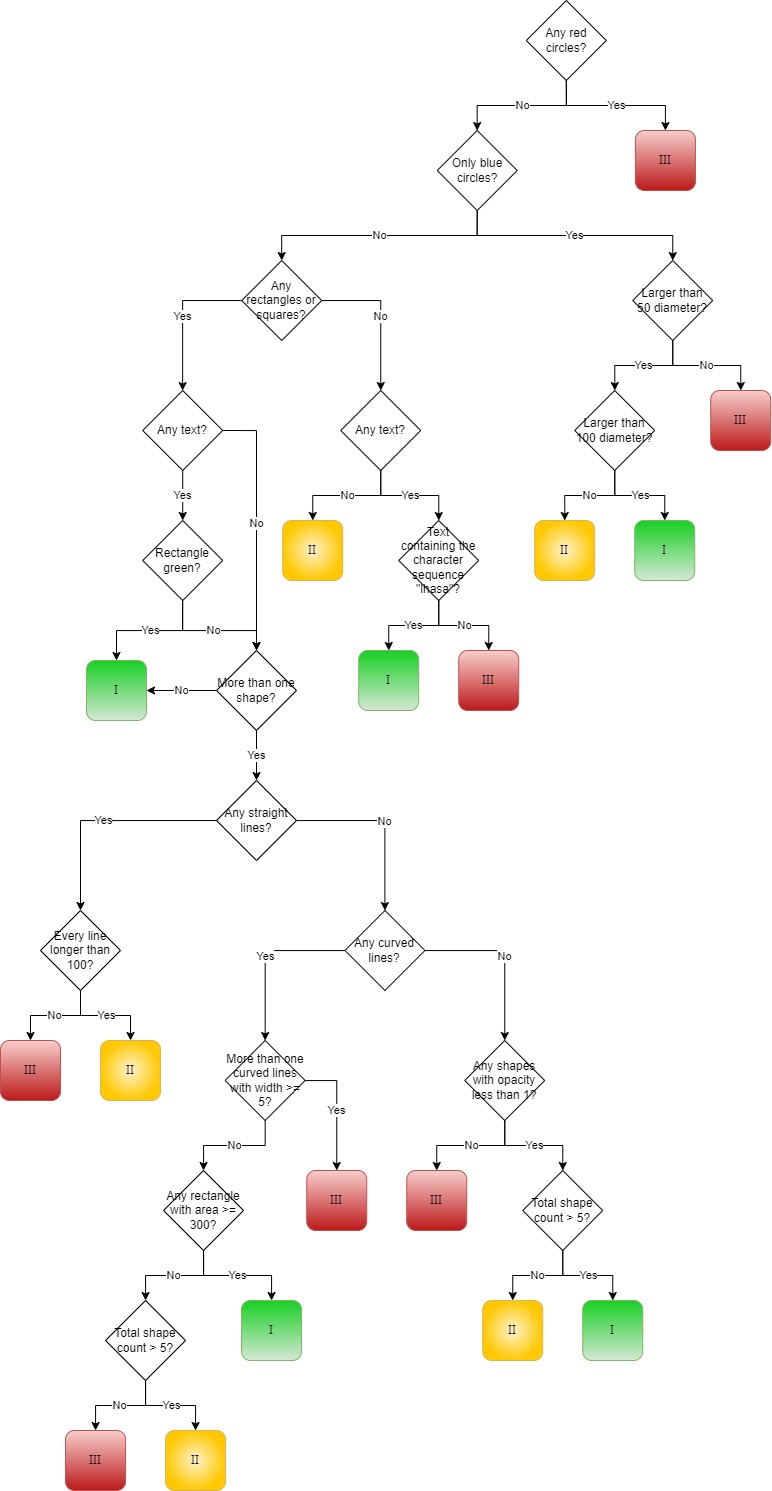 Any red
circles?
No
Yes
III
Only blue
circles?
No
Yes
Any
rectangles or
squares?
Larger than
50 diameter?
Yes
No
Yes
No
Any text?
Any text?
Larger than
100 diameter?
III
Yes
No
No
Yes
No
Yes
Rectangle
green?
II
Text
containing the
character
sequence
"lhasa"?
II
I
Yes
No
Yes
No
I
No
More than one
shape?
I
III
Yes
Any straight
lines?
Yes
No
Every line
longer than
100?
Any curved
lines?
Yes
No
No
Yes
III
II
More than one
curved lines
with width >=
5?
Any shapes
with opacity
less than 1?
Yes
No
No
Yes
Any rectangle
with area >=
300?
III
III
Total shape
count > 5?
No
Yes
No
Yes
Total shape
count > 5?
I
II
I
No
Yes
III
II